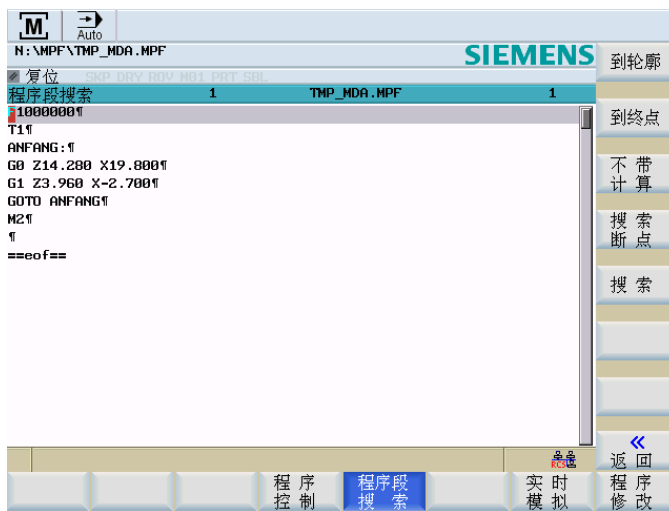 M
Auto
N:\MPF\TMP_MDA.MPF
SIEMENS
复位 SKP DRY ROV M01 PRT SBL
程序段搜索 1 TMP_MDA.MPF 1
1000000¶
T1¶
ANFANG:¶
G0 Z14.280 X19.800¶
G1 Z3.960 X-2.700¶
GOTO ANFANG¶
M2¶
¶
==eof==
到轮廓
到终点
不带
计算
搜索
断点
搜索
«
返回
RCS
程序
控制
程序段
搜索
实时
模拟
程序
修改